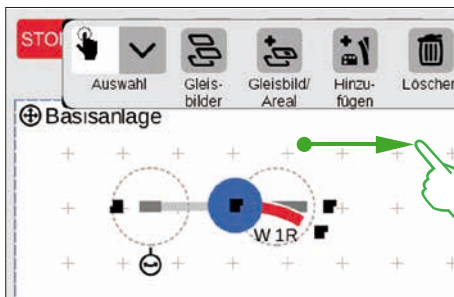 STO
Auswahl
Gleis-
bilder
Gleisbild/
Areal
Hinzu-
fügen
Löschen
Basisanlage
W 1R